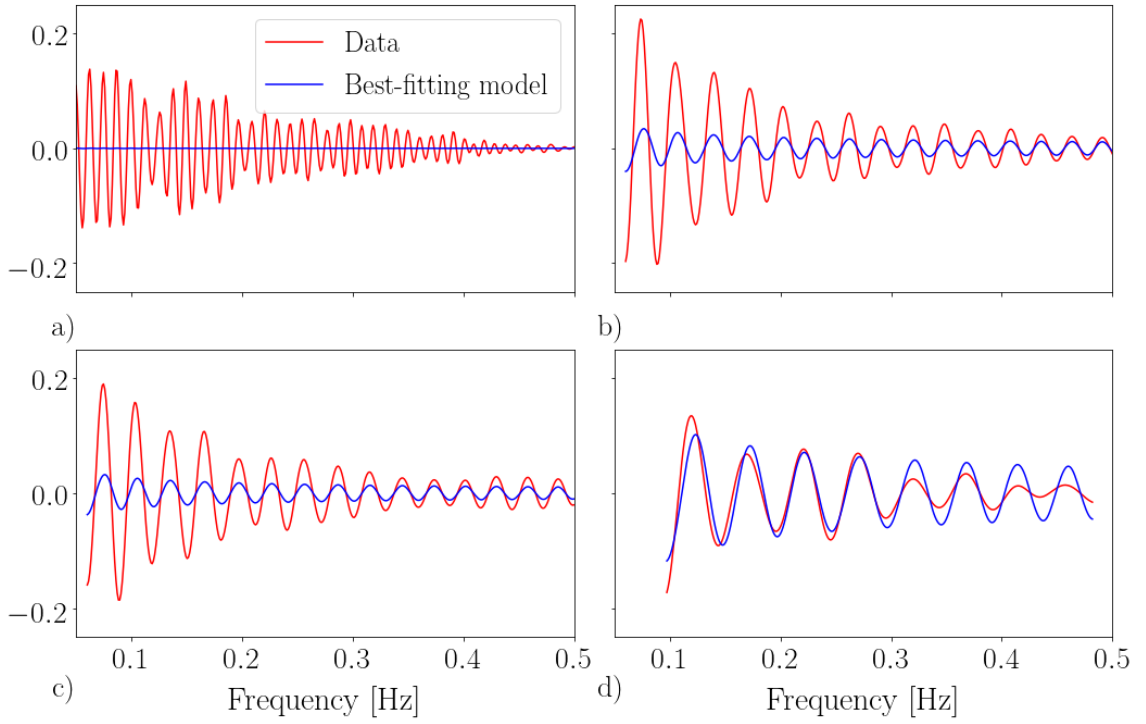 0.2
0.0
−0.2
Data
Best-fitting model
a)
b)
0.2
0.0
−0.2
0.1 0.2 0.3 0.4 0.5
0.1 0.2 0.3 0.4 0.5
c)
Frequency [Hz]
d)
Frequency [Hz]